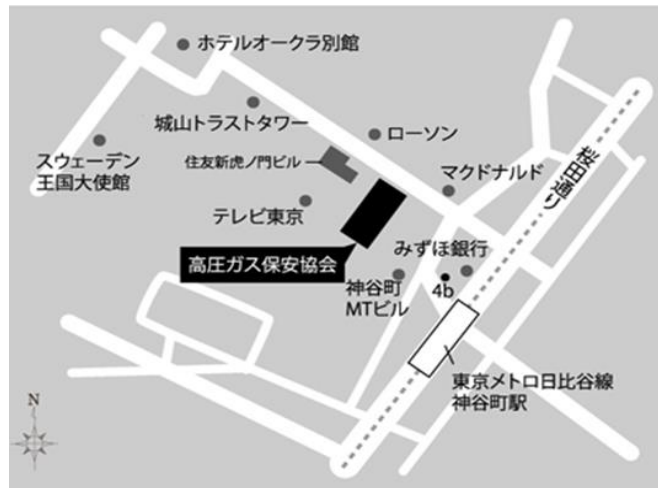 ホテルオークラ別館
城山トラストタワー
ローソン
スウェーデン
王国大使館
住友新虎ノ門ビル
マクドナルド
桜田通り
テレビ東京
みずほ銀行
高圧ガス保安協会
神谷町
MTビル
4b
東京メトロ日比谷線
神谷町駅
N